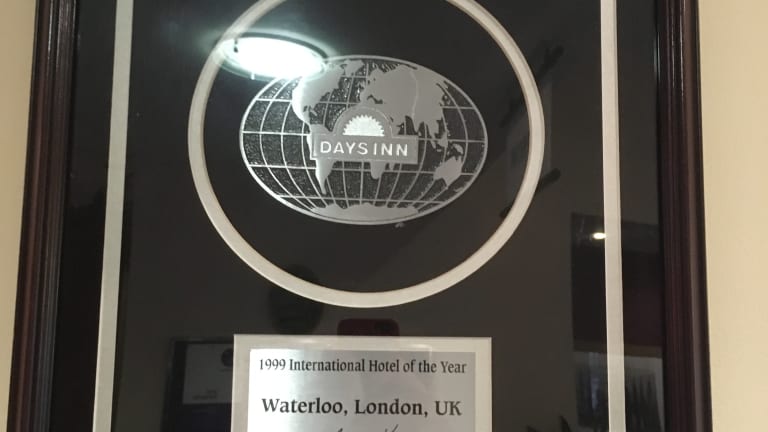 DAYS INN
1999 International Hotel of the Year
Waterloo, London, UK